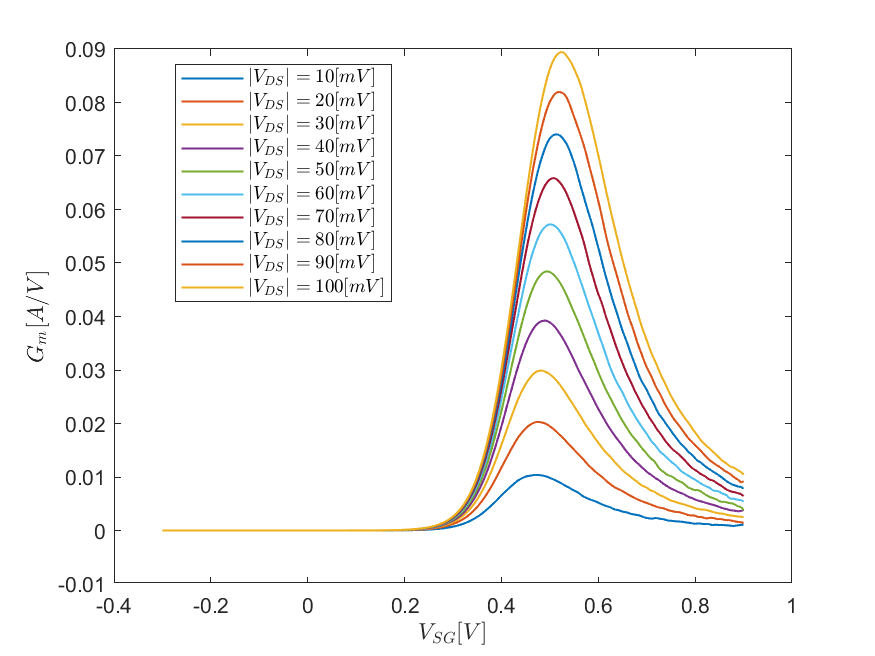 0.09
0.08
0.07
0.06
0.05
0.04
0.03
0.02
0.01
0
-0.01
G_m[A/V]
|V_{DS}| = 10[mV]
|V_{DS}| = 20[mV]
|V_{DS}| = 30[mV]
|V_{DS}| = 40[mV]
|V_{DS}| = 50[mV]
|V_{DS}| = 60[mV]
|V_{DS}| = 70[mV]
|V_{DS}| = 80[mV]
|V_{DS}| = 90[mV]
|V_{DS}| = 100[mV]
-0.4 -0.2 0 0.2 0.4 0.6 0.8 1
V_{SG}[V]